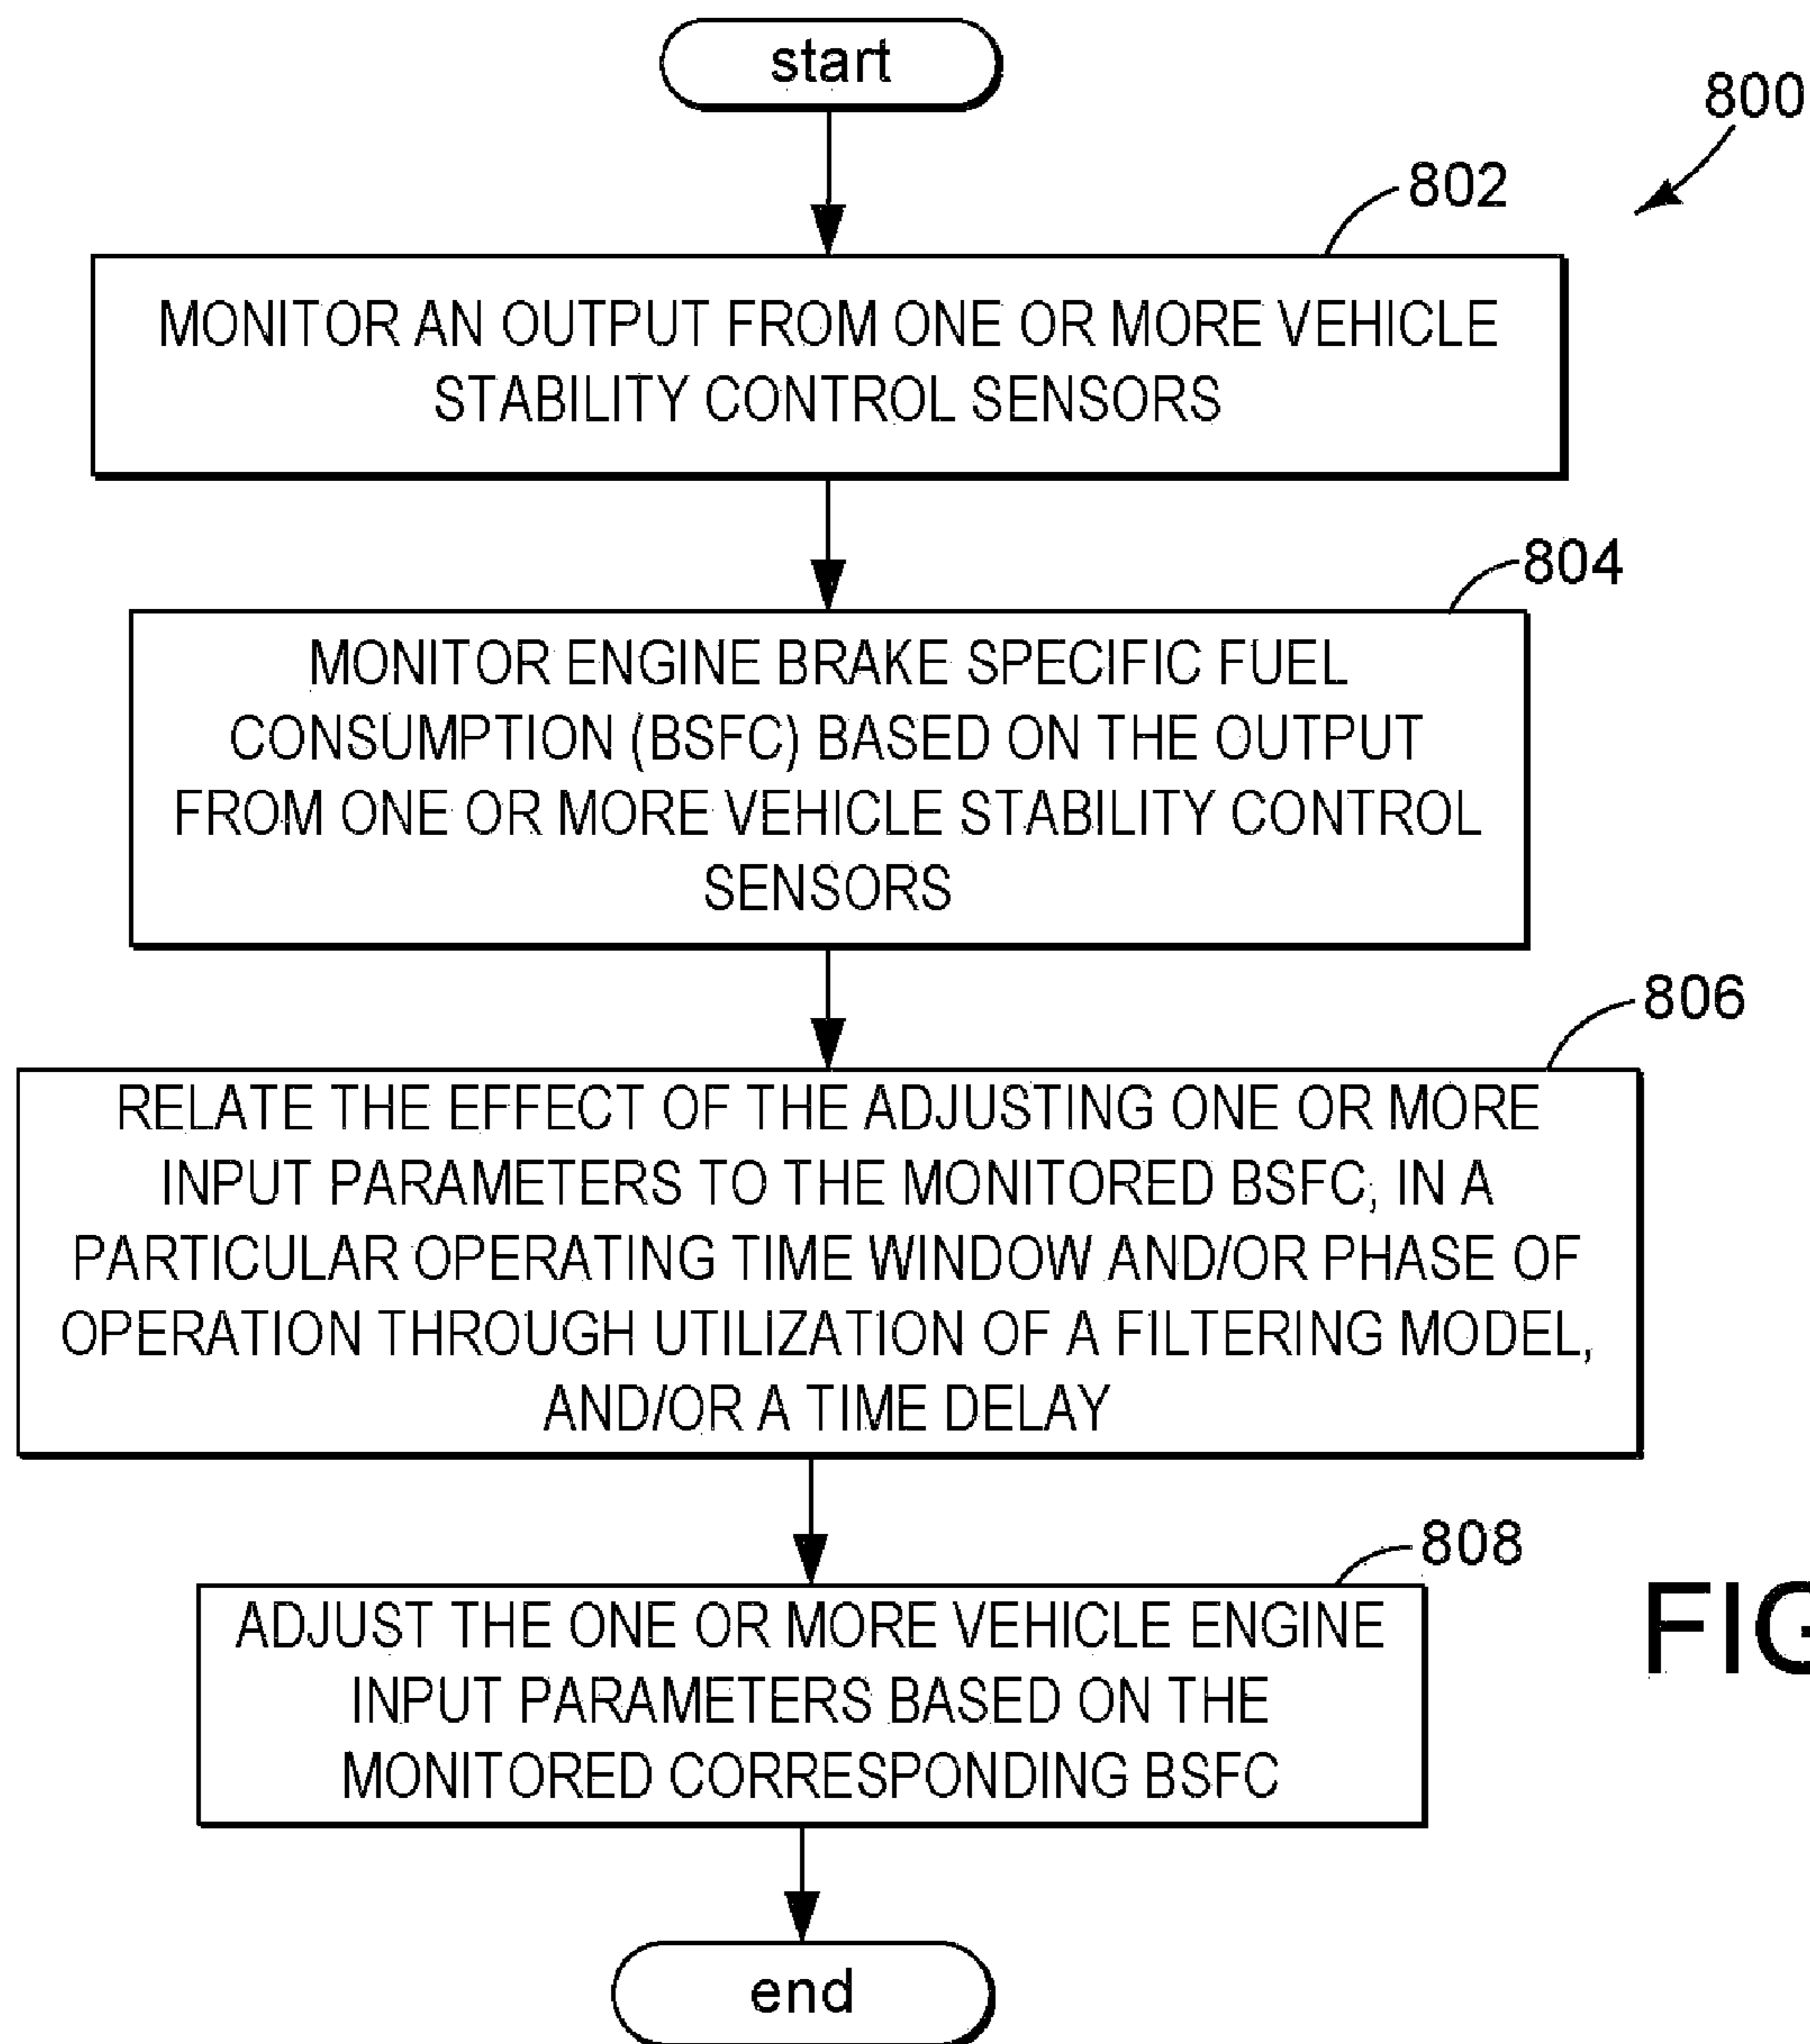 start
800
802
MONITOR AN OUTPUT FROM ONE OR MORE VEHICLE
STABILITY CONTROL SENSORS
804
MONITOR ENGINE BRAKE SPECIFIC FUEL
CONSUMPTION (BSFC) BASED ON THE OUTPUT
FROM ONE OR MORE VEHICLE STABILITY CONTROL
SENSORS
806
RELATE THE EFFECT OF THE ADJUSTING ONE OR MORE
INPUT PARAMETERS TO THE MONITORED BSFC, IN A
PARTICULAR OPERATING TIME WINDOW AND/OR PHASE OF
OPERATION THROUGH UTILIZATION OF A FILTERING MODEL,
AND/OR A TIME DELAY
808
ADJUST THE ONE OR MORE VEHICLE ENGINE
INPUT PARAMETERS BASED ON THE
MONITORED CORRESPONDING BSFC
FIG
end